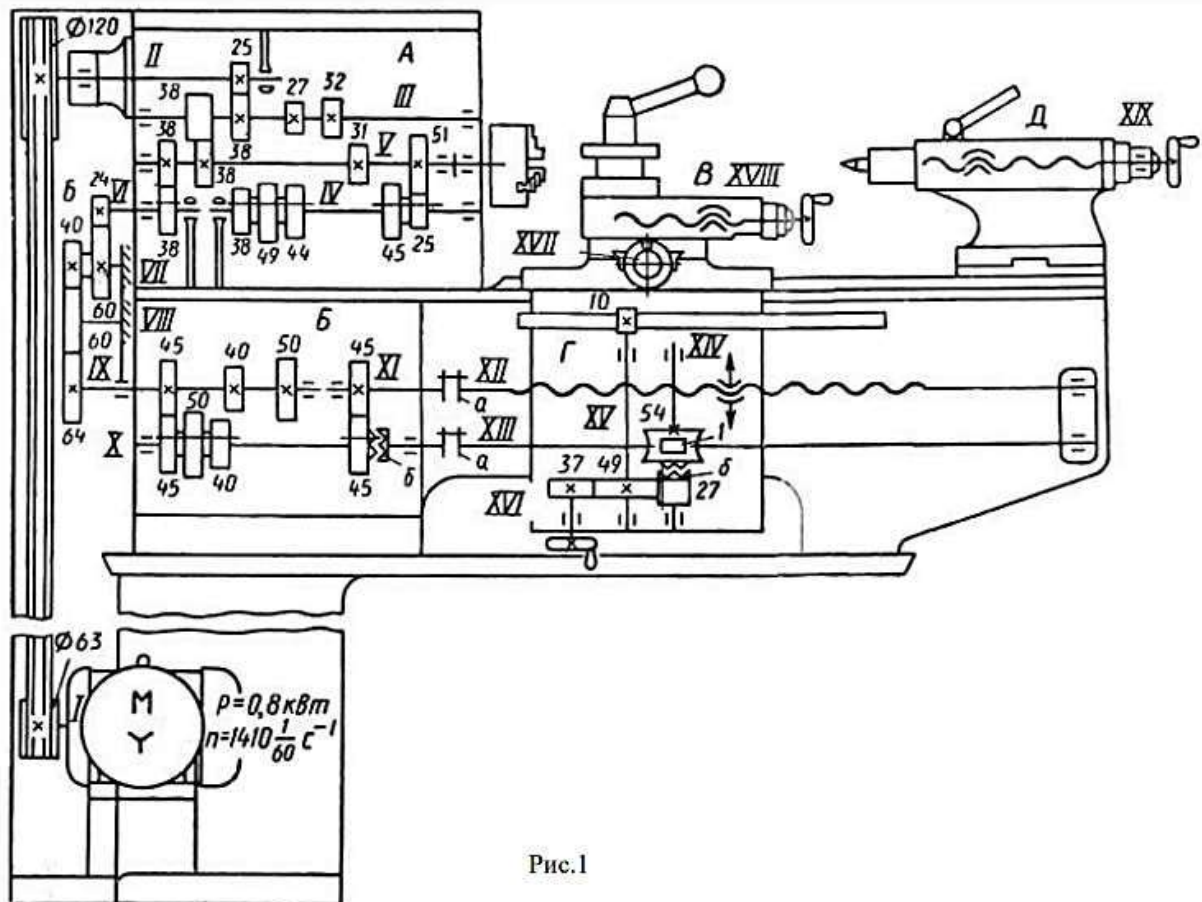 Ø120
II
25
А
38
27
32
III
38
38
31
V
51
Б
24
VI
38
IV
40
38
38
49
44
45
25
VII
60
60
VIII
Б
IX
45
40
50
45
XI
XII
а
64
X
50
XIII
а
45
40
45
б
В
XVIII
XVII
Д
XIX
10
Г
XIV
XV
54
1
37
49
б
27
XVI
Ø63
I
М
Y
P=0,8 кВт
n=1410 1/60 с⁻¹
Рис.1